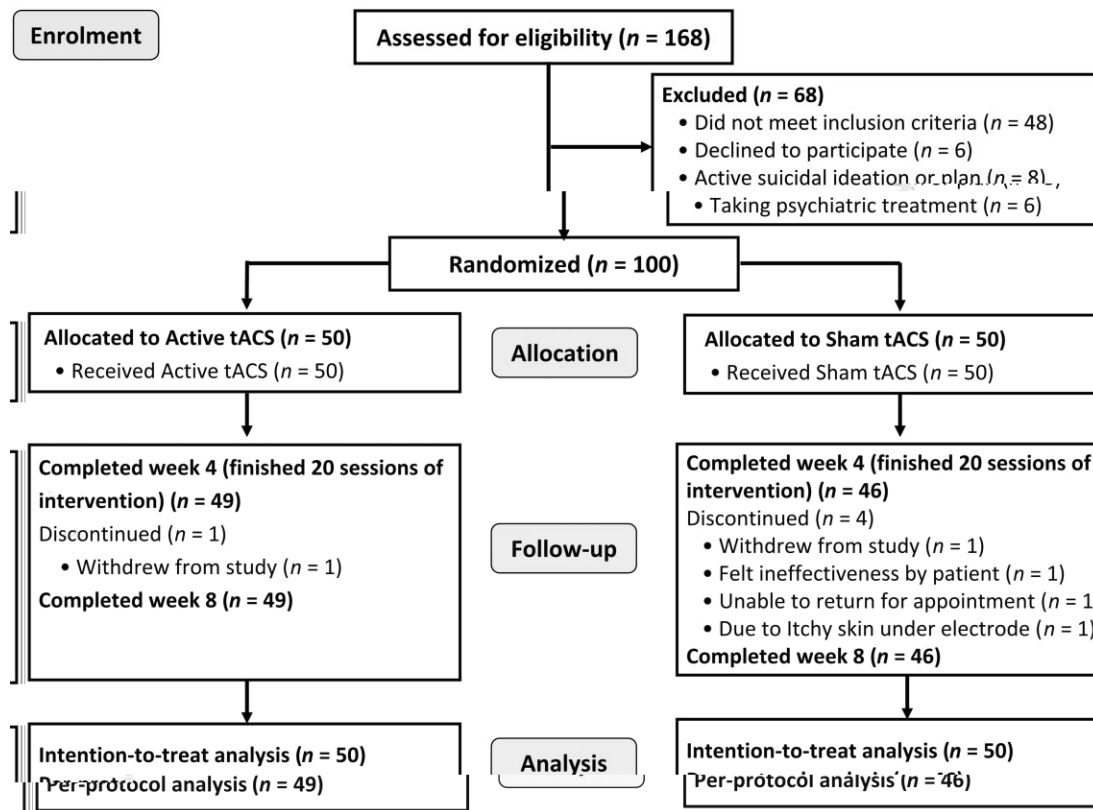 Enrolment
Assessed for eligibility (n = 168)
Excluded (n = 68)
• Did not meet inclusion criteria (n = 48)
• Declined to participate (n = 6)
• Active suicidal ideation or plan (n = 8)
• Taking psychiatric treatment (n = 6)
Randomized (n = 100)
Allocated to Active tACS (n = 50)
• Received Active tACS (n = 50)
Allocation
Allocated to Sham tACS (n = 50)
• Received Sham tACS (n = 50)
Completed week 4 (finished 20 sessions of
intervention) (n = 49)
Discontinued (n = 1)
• Withdrew from study (n = 1)
Completed week 8 (n = 49)
Follow-up
Completed week 4 (finished 20 sessions of
intervention) (n = 46)
Discontinued (n = 4)
• Withdrew from study (n = 1)
• Felt ineffectiveness by patient (n = 1)
• Unable to return for appointment (n = 1
• Due to Itchy skin under electrode (n = 1)
Completed week 8 (n = 46)
Intention-to-treat analysis (n = 50)
Per-protocol analysis (n = 49)
Analysis
Intention-to-treat analysis (n = 50)
Per-protocol analysis (n = 46)